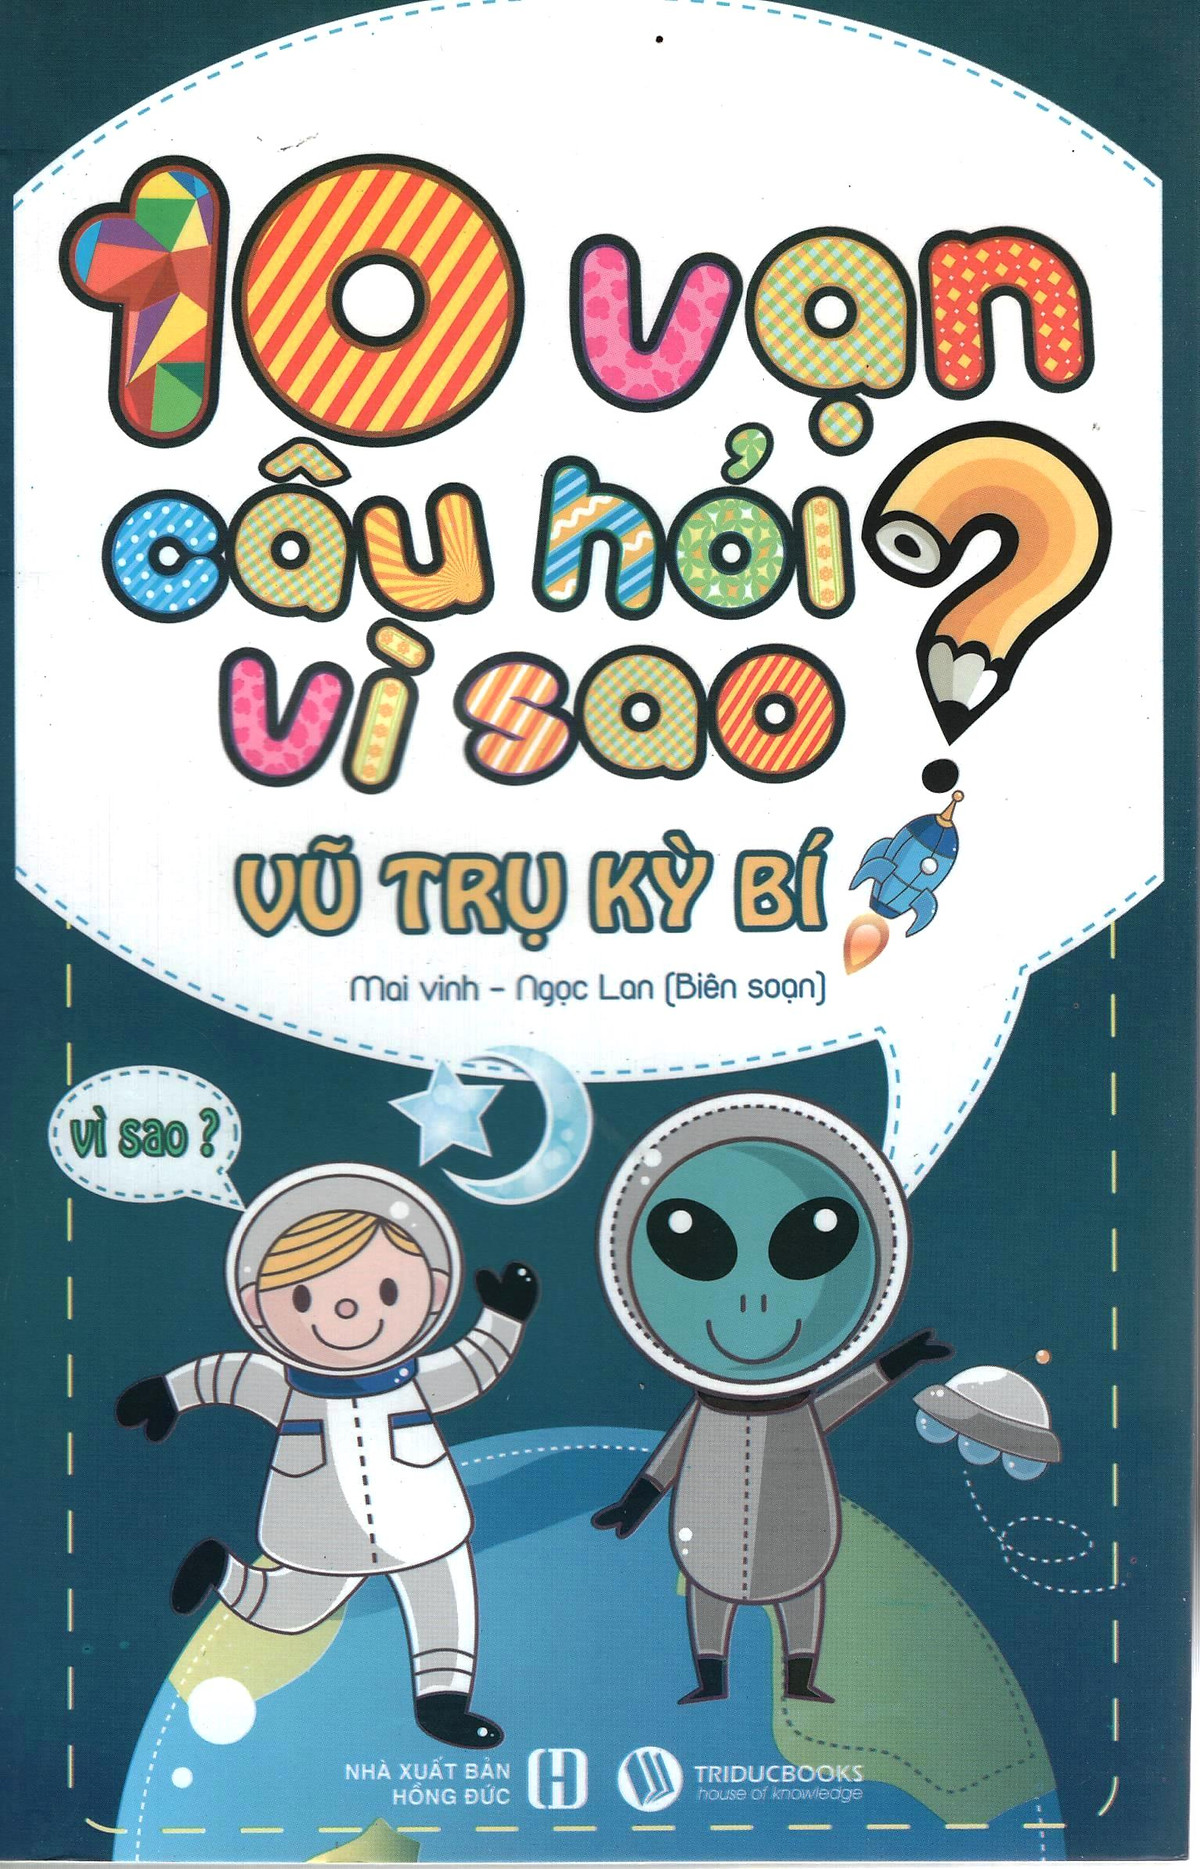 10 vạn
câu hỏi
vì sao?
VŨ TRỤ KỲ BÍ
Mai vinh - Ngọc Lan (Biên soạn)
vì sao ?
NHÀ XUẤT BẢN
HỒNG ĐỨC
TRIDUCBOOKS
house of knowledge